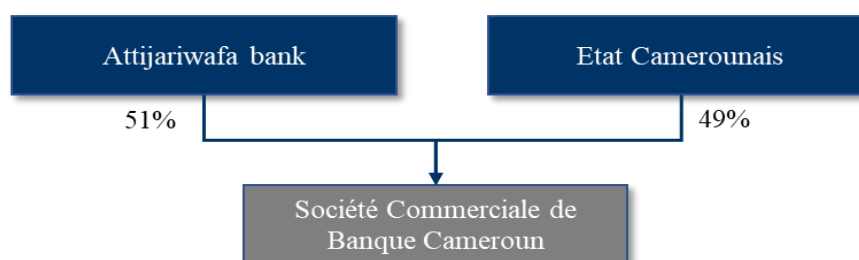 Attijariwafa bank
Etat Camerounais
51%
49%
Société Commerciale de
Banque Cameroun